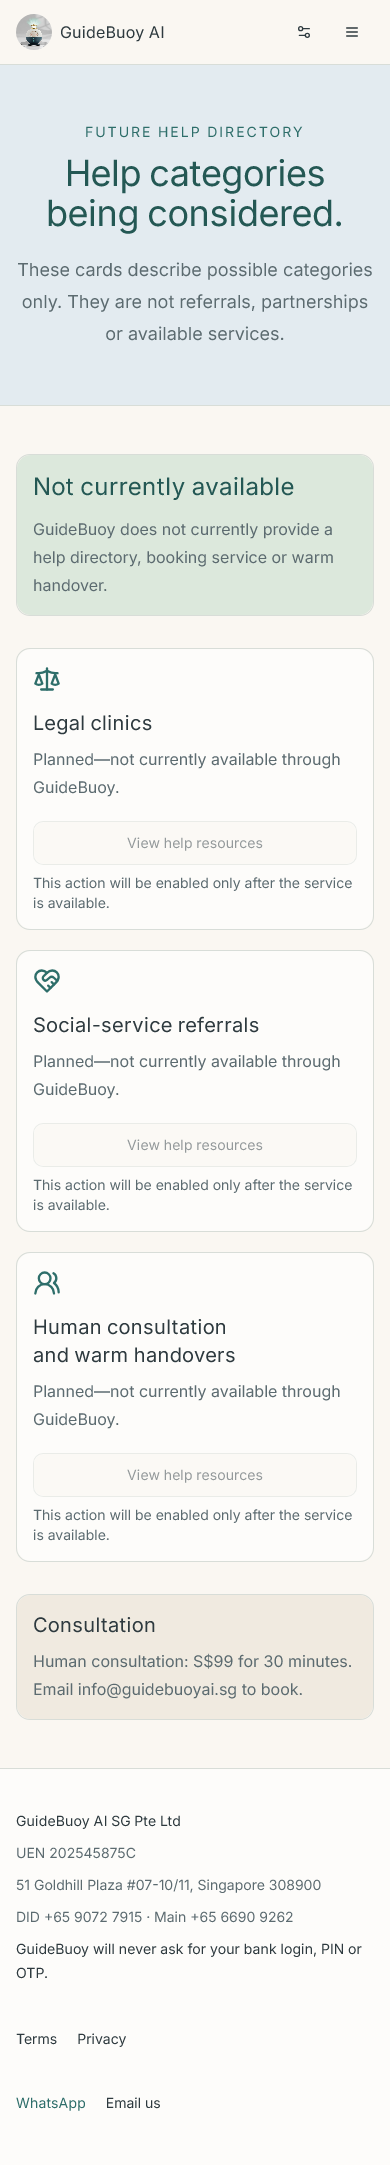 GuideBuoy AI
FUTURE HELP DIRECTORY
Help categories
being considered.
These cards describe possible categories
only. They are not referrals, partnerships
or available services.
Not currently available
GuideBuoy does not currently provide a
help directory, booking service or warm
handover.
Legal clinics
Planned—not currently available through
GuideBuoy.
View help resources
This action will be enabled only after the service
is available.
Social-service referrals
Planned—not currently available through
GuideBuoy.
View help resources
This action will be enabled only after the service
is available.
Human consultation
and warm handovers
Planned—not currently available through
GuideBuoy.
View help resources
This action will be enabled only after the service
is available.
Consultation
Human consultation: S$99 for 30 minutes.
Email info@guidebuoyai.sg to book.
GuideBuoy AI SG Pte Ltd
UEN 202545875C
51 Goldhill Plaza #07-10/11, Singapore 308900
DID +65 9072 7915 · Main +65 6690 9262
GuideBuoy will never ask for your bank login, PIN or
OTP.
Terms Privacy
WhatsApp Email us